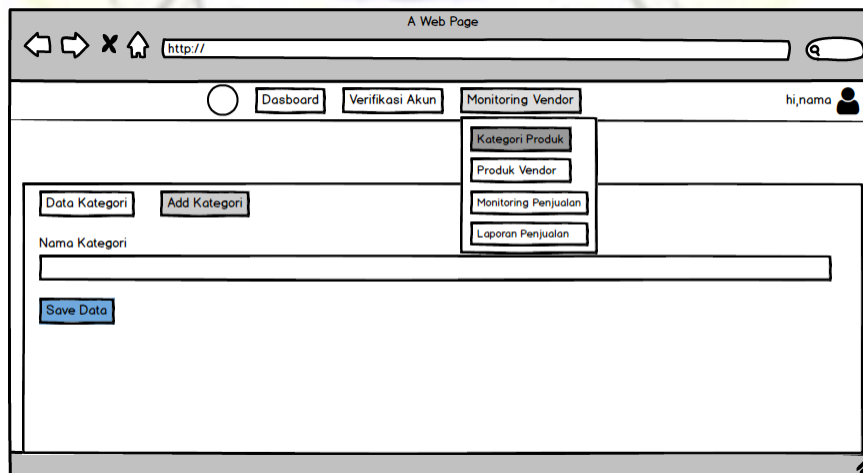 A Web Page
http://
Dasboard Verifikasi Akun Monitoring Vendor hi,nama
Kategori Produk
Produk Vendor
Monitoring Penjualan
Laporan Penjualan
Data Kategori Add Kategori
Nama Kategori
Save Data